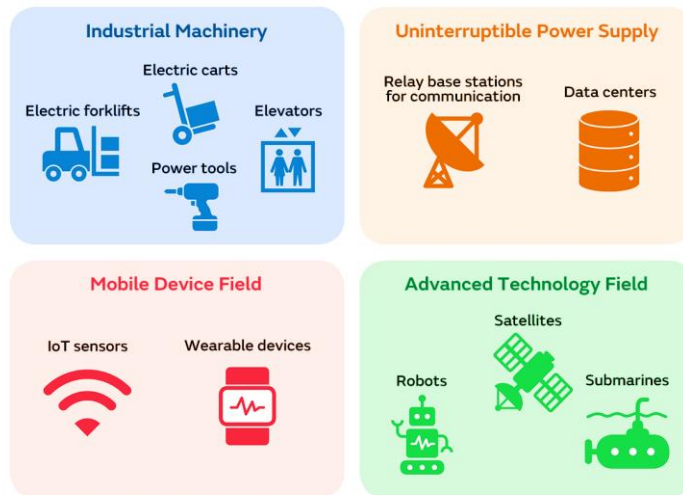 Industrial Machinery
Electric carts
Electric forklifts
Elevators
Power tools
Uninterruptible Power Supply
Relay base stations
for communication
Data centers
Mobile Device Field
IoT sensors
Wearable devices
Advanced Technology Field
Satellites
Robots
Submarines